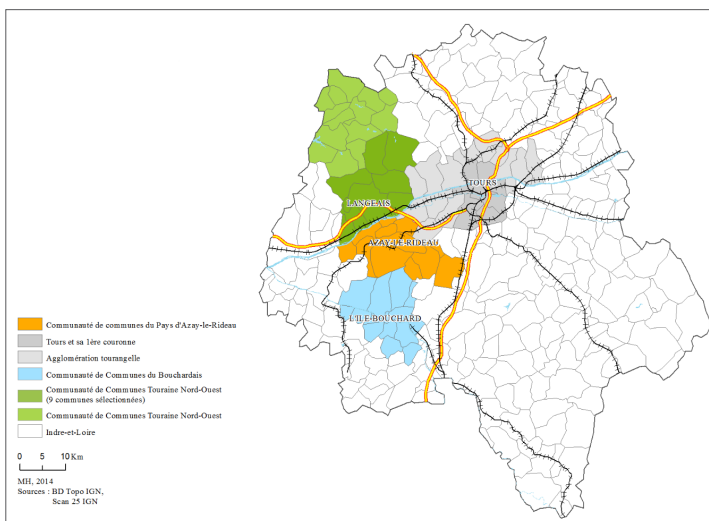 TOURS
LANGEAIS
AZAY-LE-RIDEAU
L'ILE-BOUCHARD
Communauté de communes du Pays d'Azay-le-Rideau
Tours et sa 1ère couronne
Agglomération tourangelle
Communauté de Communes du Bouchardais
Communauté de Communes Touraine Nord-Ouest
(9 communes sélectionnées)
Communauté de Communes Touraine Nord-Ouest
Indre-et-Loire
0 5 10 Km
MH, 2014
Sources : BD Topo IGN,
Scan 25 IGN